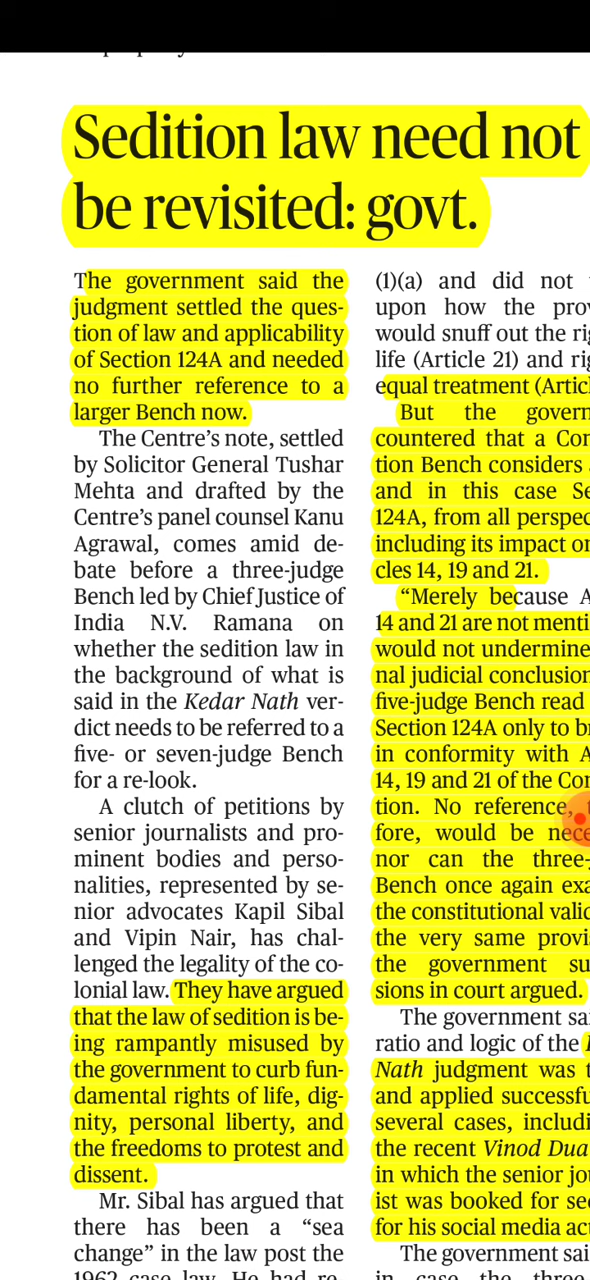 Sedition law need not
be revisited: govt.
The government said the
judgment settled the ques-
tion of law and applicability
of Section 124A and needed
no further reference to a
larger Bench now.
The Centre's note, settled
by Solicitor General Tushar
Mehta and drafted by the
Centre's panel counsel Kanu
Agrawal, comes amid de-
bate before a three-judge
Bench led by Chief Justice of
India N.V. Ramana on
whether the sedition law in
the background of what is
said in the Kedar Nath ver-
dict needs to be referred to a
five- or seven-judge Bench
for a re-look.
A clutch of petitions by
senior journalists and pro-
minent bodies and perso-
nalities, represented by se-
nior advocates Kapil Sibal
and Vipin Nair, has chal-
lenged the legality of the co-
lonial law. They have argued
that the law of sedition is be-
ing rampantly misused by
the government to curb fun-
damental rights of life, dig-
nity, personal liberty, and
the freedoms to protest and
dissent.
Mr. Sibal has argued that
there has been a "sea
change" in the law post the
1962 case law. He had re-
(1)(a) and did not
upon how the prov
would snuff out the rig
life (Article 21) and rig
equal treatment (Artic
But the govern
countered that a Con
tion Bench considers
and in this case Se
124A, from all perspec
including its impact on
cles 14, 19 and 21.
"Merely because A
14 and 21 are not menti
would not undermine
nal judicial conclusion
five-judge Bench read
Section 124A only to br
in conformity with A
14, 19 and 21 of the Con
tion. No reference,
fore, would be nece
nor can the three-
Bench once again exa
the constitutional valid
the very same provis
the government su
sions in court argued.
The government sai
ratio and logic of the
Nath judgment was t
and applied successfu
several cases, includi
the recent Vinod Dua
in which the senior jou
ist was booked for sed
for his social media act
The government sai
in case the three